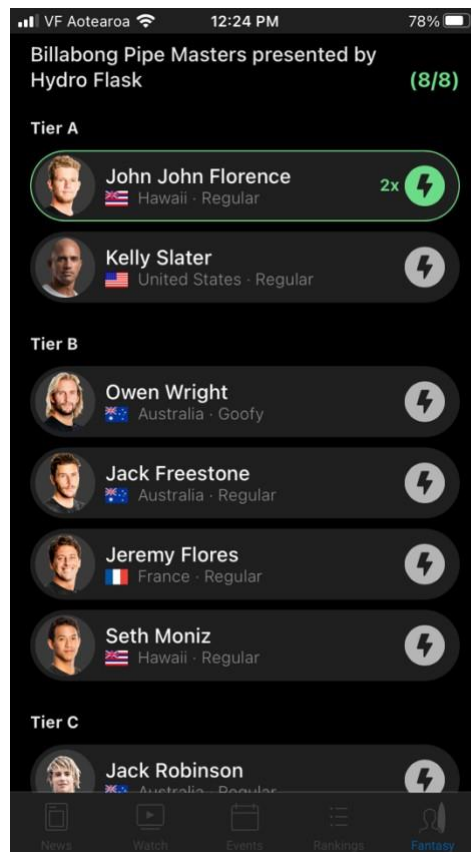 VF Aotearoa 12:24 PM 78%
Billabong Pipe Masters presented by
Hydro Flask (8/8)
Tier A
John John Florence
Hawaii · Regular
2x
Kelly Slater
United States · Regular
Tier B
Owen Wright
Australia · Goofy
Jack Freestone
Australia · Regular
Jeremy Flores
France · Regular
Seth Moniz
Hawaii · Regular
Tier C
Jack Robinson
Australia · Regular
News Watch Events Rankings Fantasy